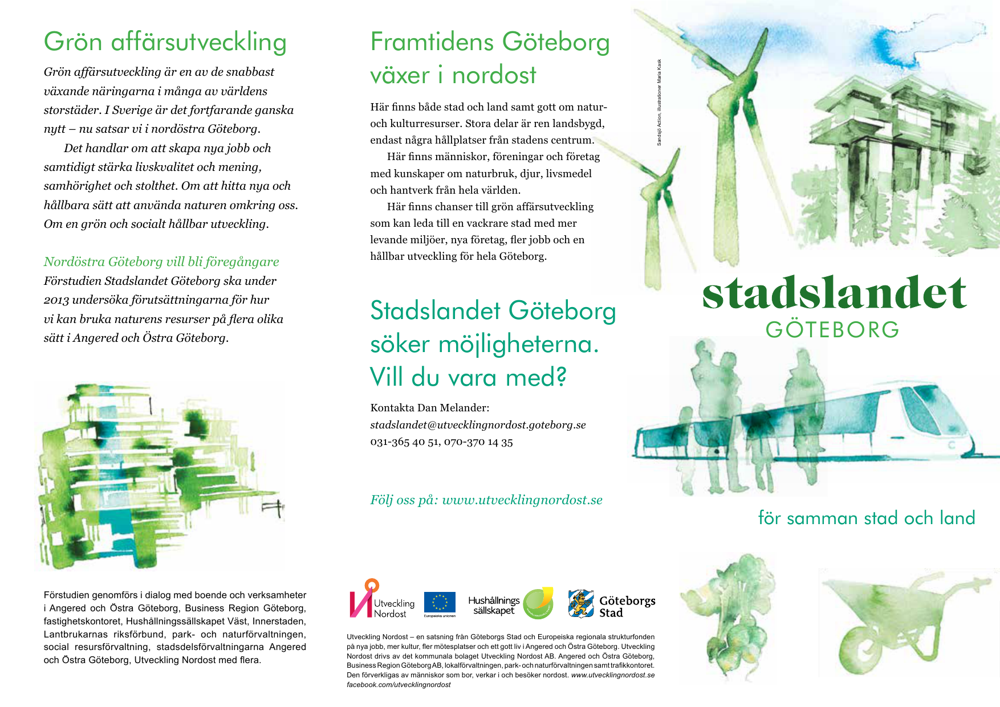 Grön affärsutveckling
Grön affärsutveckling är en av de snabbast
växande näringarna i många av världens
storstäder. I Sverige är det fortfarande ganska
nytt – nu satsar vi i nordöstra Göteborg.
Det handlar om att skapa nya jobb och
samtidigt stärka livskvalitet och mening,
samhörighet och stolthet. Om att hitta nya och
hållbara sätt att använda naturen omkring oss.
Om en grön och socialt hållbar utveckling.
Nordöstra Göteborg vill bli föregångare
Förstudien Stadslandet Göteborg ska under
2013 undersöka förutsättningarna för hur
vi kan bruka naturens resurser på flera olika
sätt i Angered och Östra Göteborg.
Förstudien genomförs i dialog med boende och verksamheter
i Angered och Östra Göteborg, Business Region Göteborg,
fastighetskontoret, Hushållningssällskapet Väst, Innerstaden,
Lantbrukarnas riksförbund, park- och naturförvaltningen,
social resursförvaltning, stadsdelsförvaltningarna Angered
och Östra Göteborg, Utveckling Nordost med flera.
Framtidens Göteborg
växer i nordost
Här finns både stad och land samt gott om natur-
och kulturresurser. Stora delar är ren landsbygd,
endast några hållplatser från stadens centrum.
Här finns människor, föreningar och företag
med kunskaper om naturbruk, djur, livsmedel
och hantverk från hela världen.
Här finns chanser till grön affärsutveckling
som kan leda till en vackrare stad med mer
levande miljöer, nya företag, fler jobb och en
hållbar utveckling för hela Göteborg.
Stadslandet Göteborg
söker möjligheterna.
Vill du vara med?
Kontakta Dan Melander:
stadslandet@utvecklingnordost.goteborg.se
031-365 40 51, 070-370 14 35
Följ oss på: www.utvecklingnordost.se
Utveckling
Nordost
Europeiska unionen
Hushållnings
sällskapet
Göteborgs
Stad
Utveckling Nordost – en satsning från Göteborgs Stad och Europeiska regionala strukturfonden
på nya jobb, mer kultur, fler mötesplatser och ett gott liv i Angered och Östra Göteborg. Utveckling
Nordost drivs av det kommunala bolaget Utveckling Nordost AB. Angered och Östra Göteborg,
Business Region Göteborg AB, lokalförvaltningen, park- och naturförvaltningen samt trafikkontoret.
Den förverkligas av människor som bor, verkar i och besöker nordost. www.utvecklingnordost.se
facebook.com/utvecklingnordost
Sandsjö Action, illustrationer Maria Kask
stadslandet
GÖTEBORG
för samman stad och land